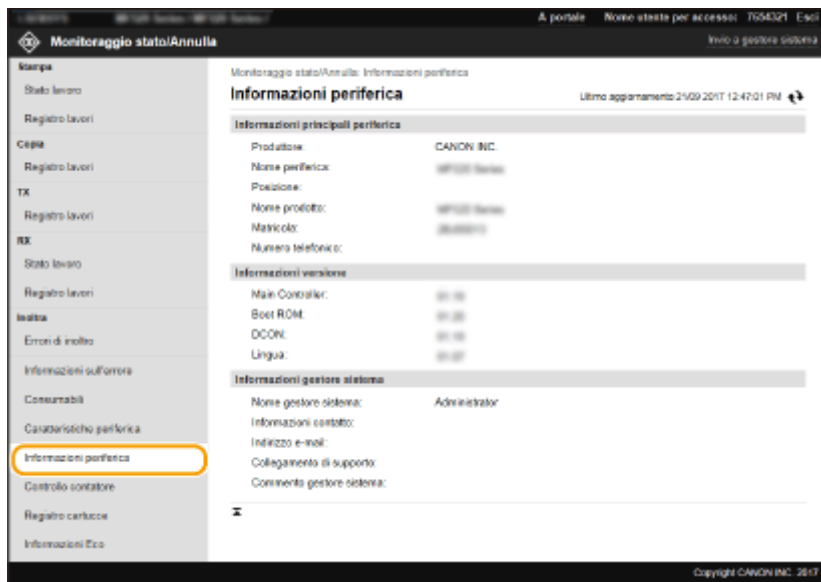 A portale Nome utente per accesso: 7654321 Esci
Monitoraggio stato/Annulla
Invio a gestore sistema
Stampa
Stato lavoro
Registro lavori
Copia
Registro lavori
TX
Registro lavori
RX
Stato lavoro
Registro lavori
Inoltra
Errori di inoltro
Informazioni sull'errore
Consumabili
Caratteristiche periferica
Informazioni periferica
Controllo contatore
Registro cartucce
Informazioni Eco
Monitoraggio stato/Annulla: Informazioni periferica
Informazioni periferica
Ultimo aggiornamento 21/09 2017 12:47:01 PM
Informazioni principali periferica
Produttore: CANON INC.
Nome periferica:
Posizione:
Nome prodotto:
Matricola:
Numero telefonico:
Informazioni versione
Main Controller:
Boot ROM:
DCON:
Lingua:
Informazioni gestore sistema
Nome gestore sistema: Administrator
Informazioni contatto:
Indirizzo e-mail:
Collegamento di supporto:
Commento gestore sistema:
Copyright CANON INC. 2017